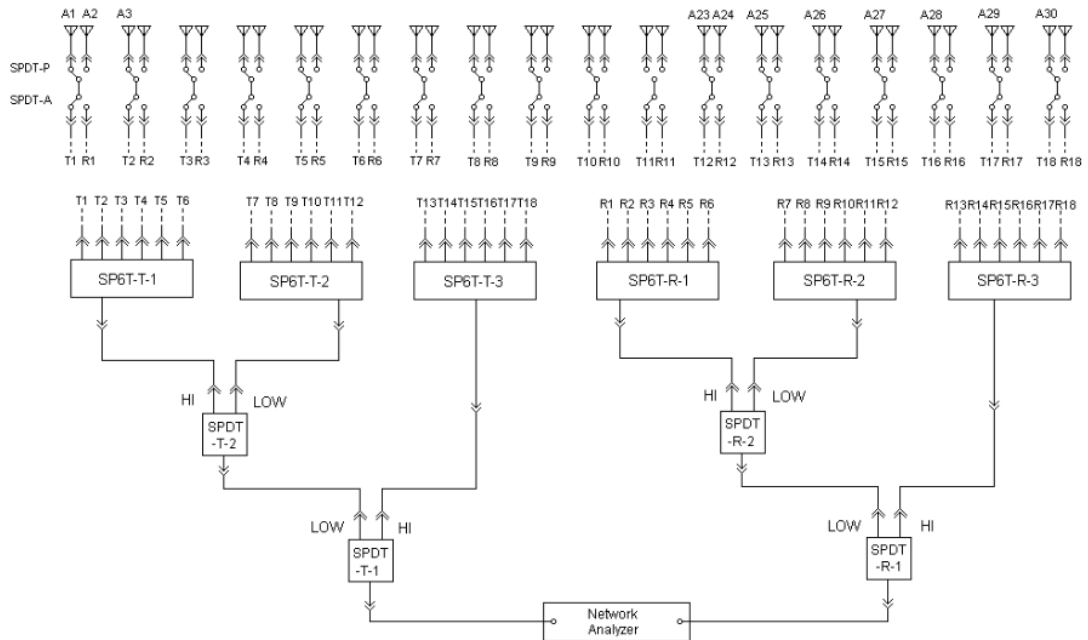 A1 A2 A3 A23 A24 A25 A26 A27 A28 A29 A30
SPDT-P
SPDT-A
T1 R1 T2 R2 T3 R3 T4 R4 T5 R5 T6 R6 T7 R7 T8 R8 T9 R9 T10 R10 T11 R11 T12 R12 T13 R13 T14 R14 T15 R15 T16 R16 T17 R17 T18 R18
T1 T2 T3 T4 T5 T6 T7 T8 T9 T10 T11 T12 T13 T14 T15 T16 T17 T18 R1 R2 R3 R4 R5 R6 R7 R8 R9 R10 R11 R12 R13 R14 R15 R16 R17 R18
SP6T-T-1 SP6T-T-2 SP6T-T-3 SP6T-R-1 SP6T-R-2 SP6T-R-3
HI LOW HI LOW
SPDT
-T-2
SPDT
-R-2
LOW HI LOW HI
SPDT
-T-1
SPDT
-R-1
Network
Analyzer